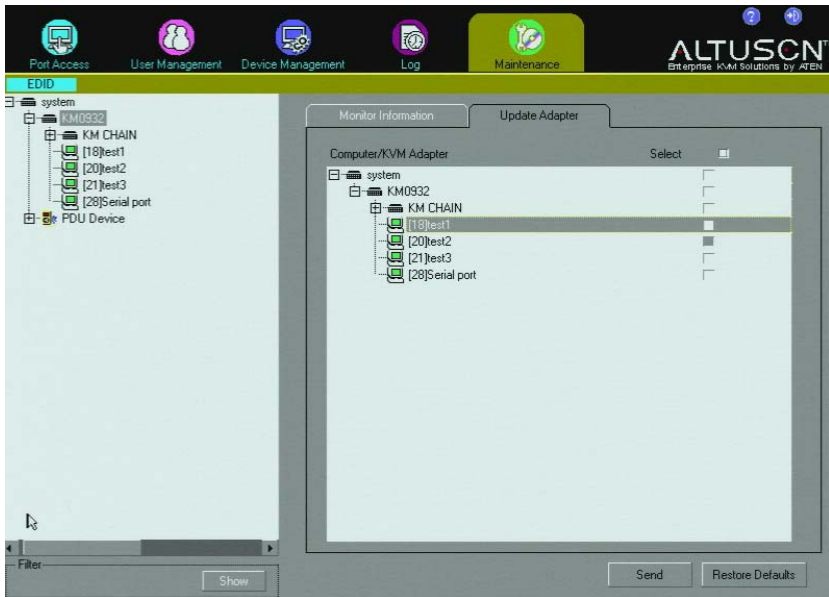 Port Access
User Management
Device Management
Log
Maintenance
ALTUSCN
Enterprise KVM Solutions by ATEN
EDID
system
KM0932
KM CHAIN
[18]test1
[20]test2
[21]test3
[28]Serial port
PDU Device
Filter
Show
Monitor Information
Update Adapter
Computer/KVM Adapter
Select
system
KM0932
KM CHAIN
[18]test1
[20]test2
[21]test3
[28]Serial port
Send
Restore Defaults